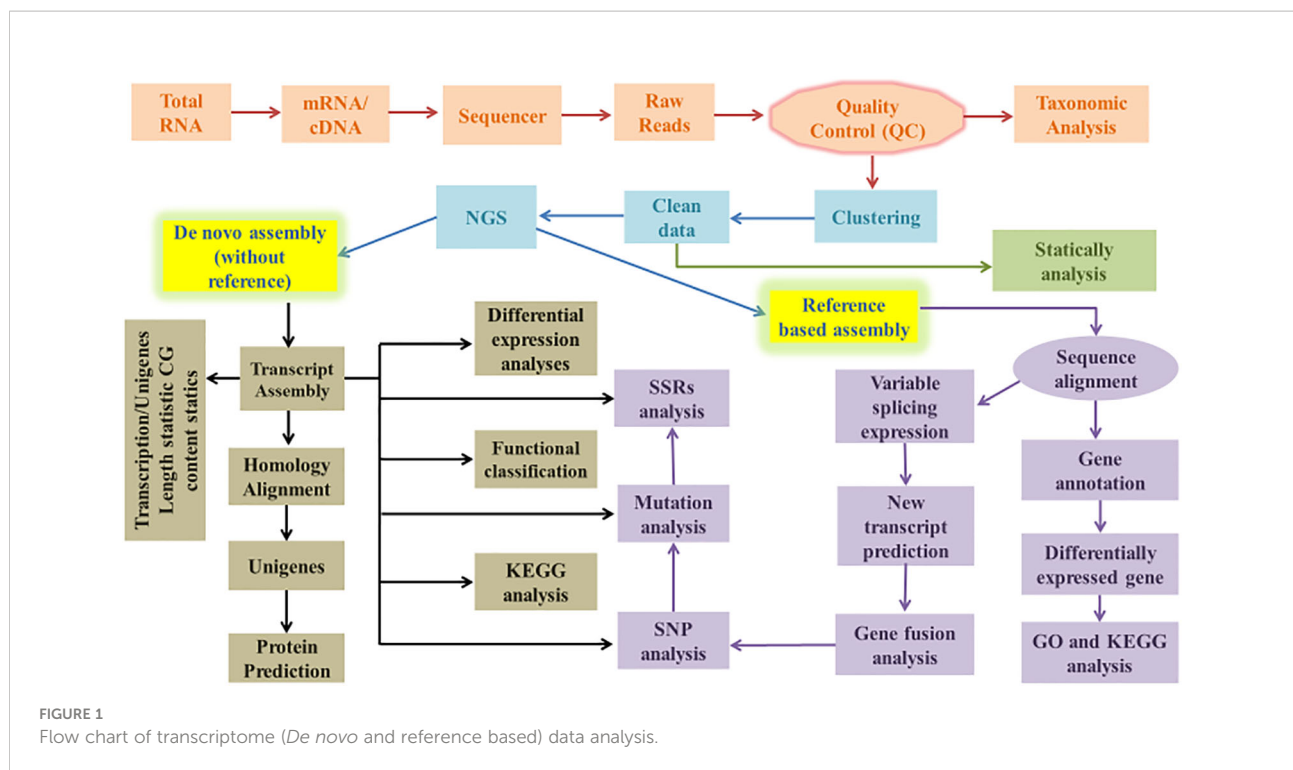 Total
RNA
mRNA/
cDNA
Sequencer
Raw
Reads
Quality
Control (QC)
Taxonomic
Analysis
NGS
Clean
data
Clustering
De novo assembly
(without
reference)
Statically
analysis
Reference
based assembly
Transcription/Unigenes
Length statistic CG
content statics
Transcript
Assembly
Homology
Alignment
Unigenes
Protein
Prediction
Differential
expression
analyses
Functional
classification
KEGG
analysis
SSRs
analysis
Mutation
analysis
SNP
analysis
Variable
splicing
expression
New
transcript
prediction
Gene fusion
analysis
Sequence
alignment
Gene
annotation
Differentially
expressed gene
GO and KEGG
analysis
FIGURE 1
Flow chart of transcriptome (De novo and reference based) data analysis.